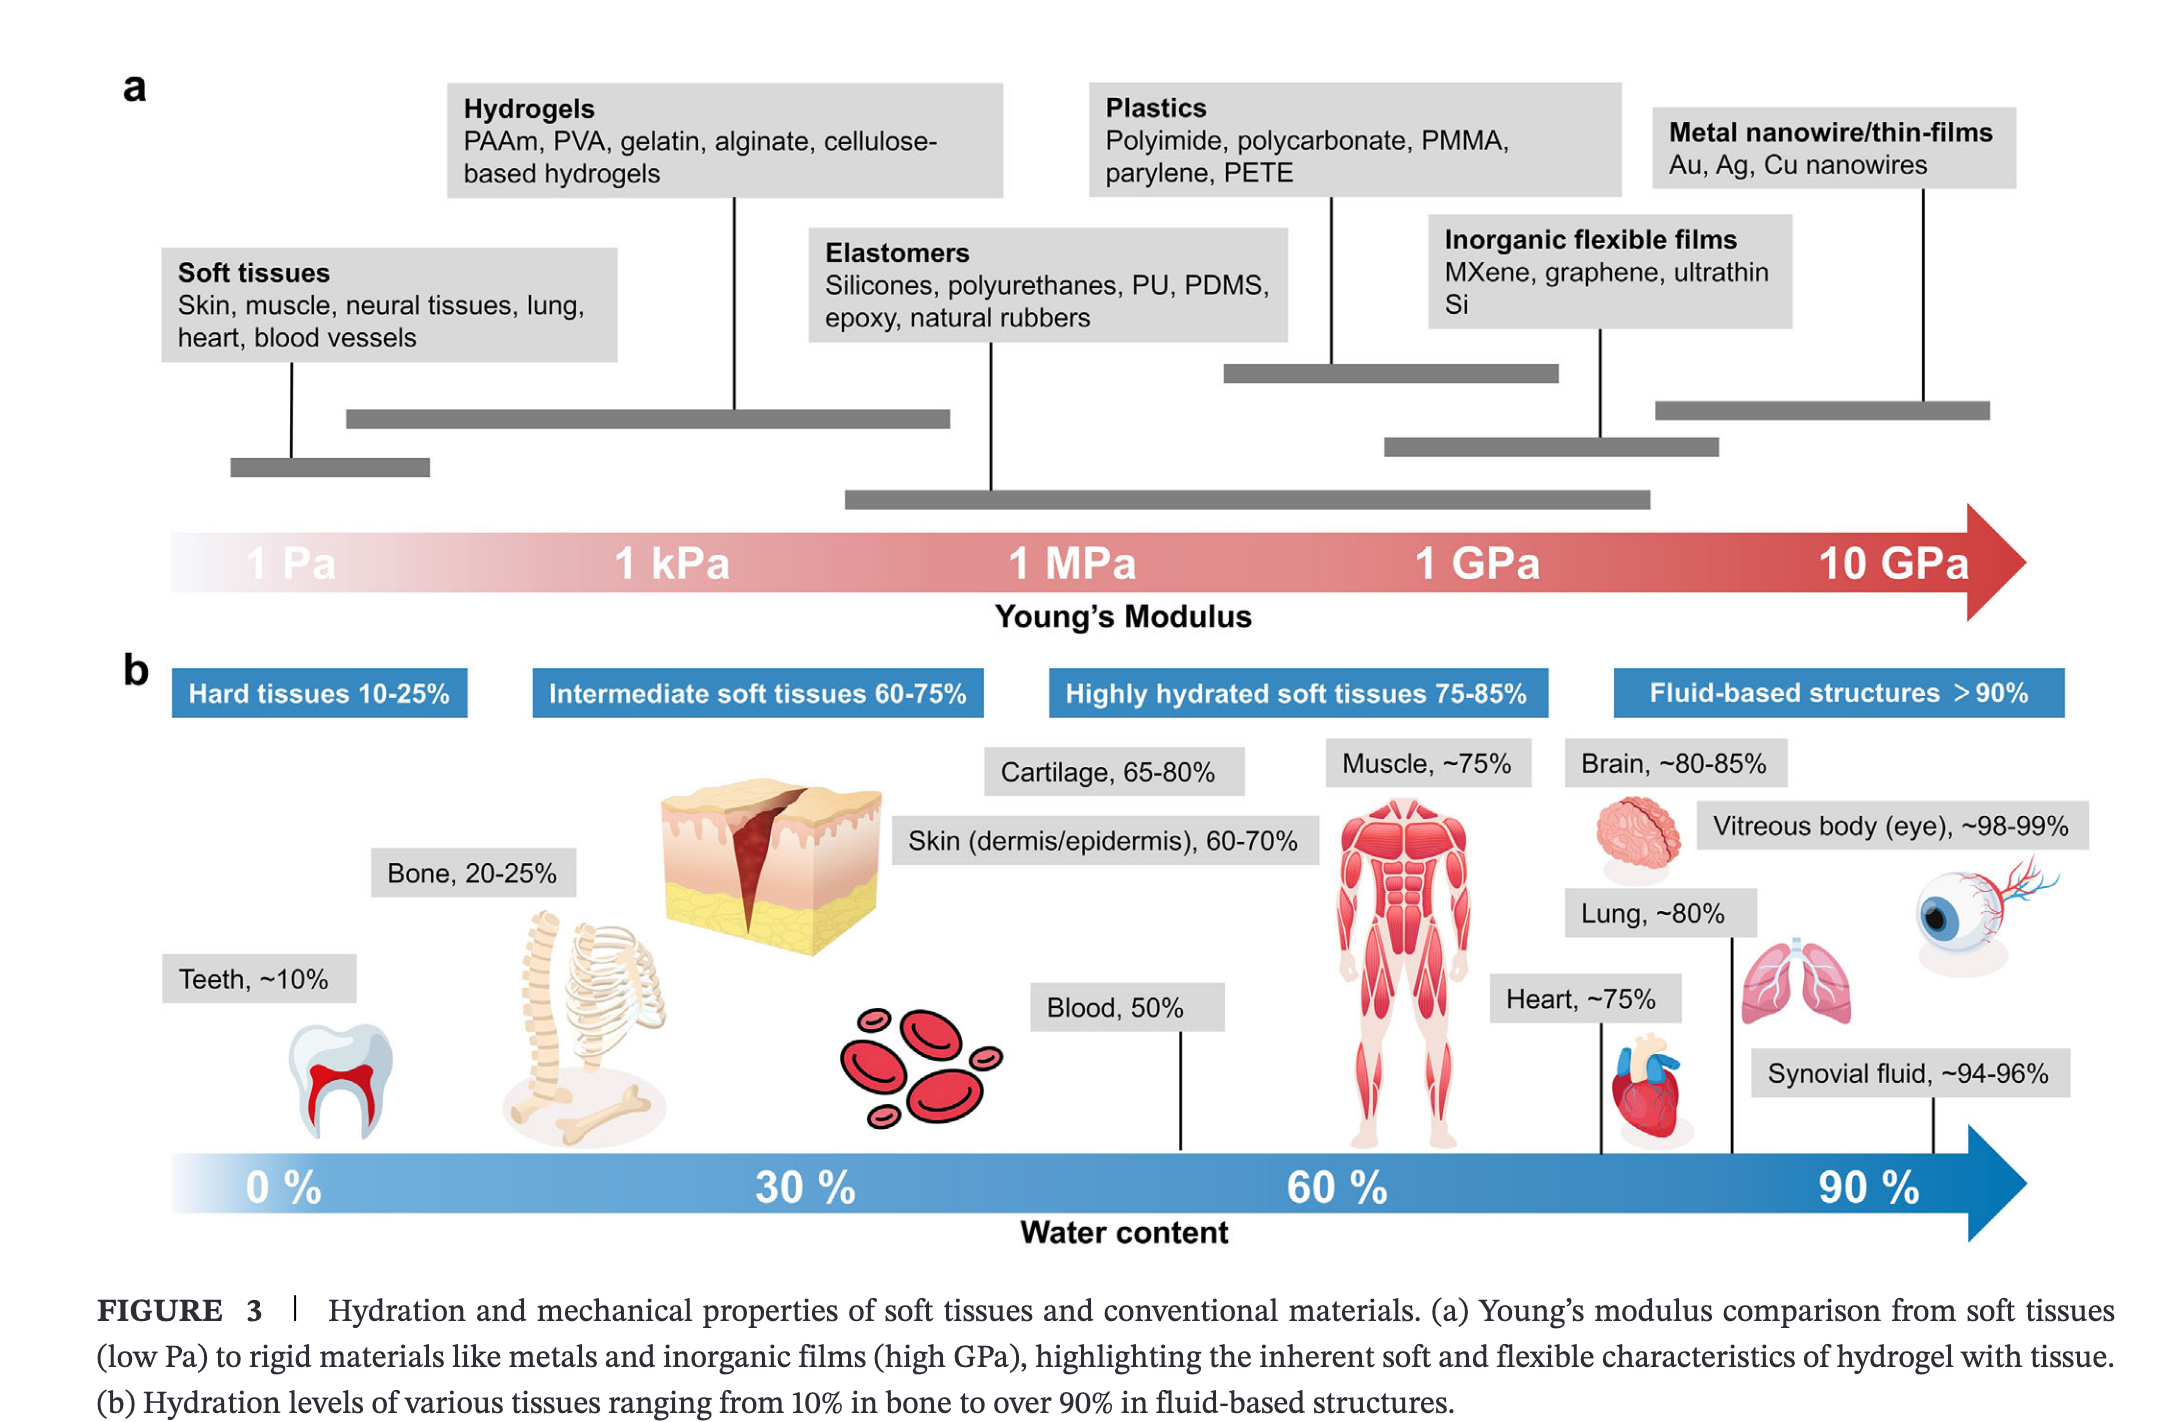 a
Hydrogels
PAAm, PVA, gelatin, alginate, cellulose-
based hydrogels
Plastics
Polyimide, polycarbonate, PMMA,
parylene, PETE
Metal nanowire/thin-films
Au, Ag, Cu nanowires
Soft tissues
Skin, muscle, neural tissues, lung,
heart, blood vessels
Elastomers
Silicones, polyurethanes, PU, PDMS,
epoxy, natural rubbers
Inorganic flexible films
MXene, graphene, ultrathin
Si
1 Pa
1 kPa
1 MPa
1 GPa
10 GPa
Young’s Modulus
b
Hard tissues 10-25%
Intermediate soft tissues 60-75%
Highly hydrated soft tissues 75-85%
Fluid-based structures >90%
Cartilage, 65-80%
Muscle, ~75%
Brain, ~80-85%
Skin (dermis/epidermis), 60-70%
Vitreous body (eye), ~98-99%
Bone, 20-25%
Lung, ~80%
Teeth, ~10%
Blood, 50%
Heart, ~75%
Synovial fluid, ~94-96%
0 %
30 %
60 %
90 %
Water content
FIGURE 3 | Hydration and mechanical properties of soft tissues and conventional materials. (a) Young’s modulus comparison from soft tissues
(low Pa) to rigid materials like metals and inorganic films (high GPa), highlighting the inherent soft and flexible characteristics of hydrogel with tissue.
(b) Hydration levels of various tissues ranging from 10% in bone to over 90% in fluid-based structures.